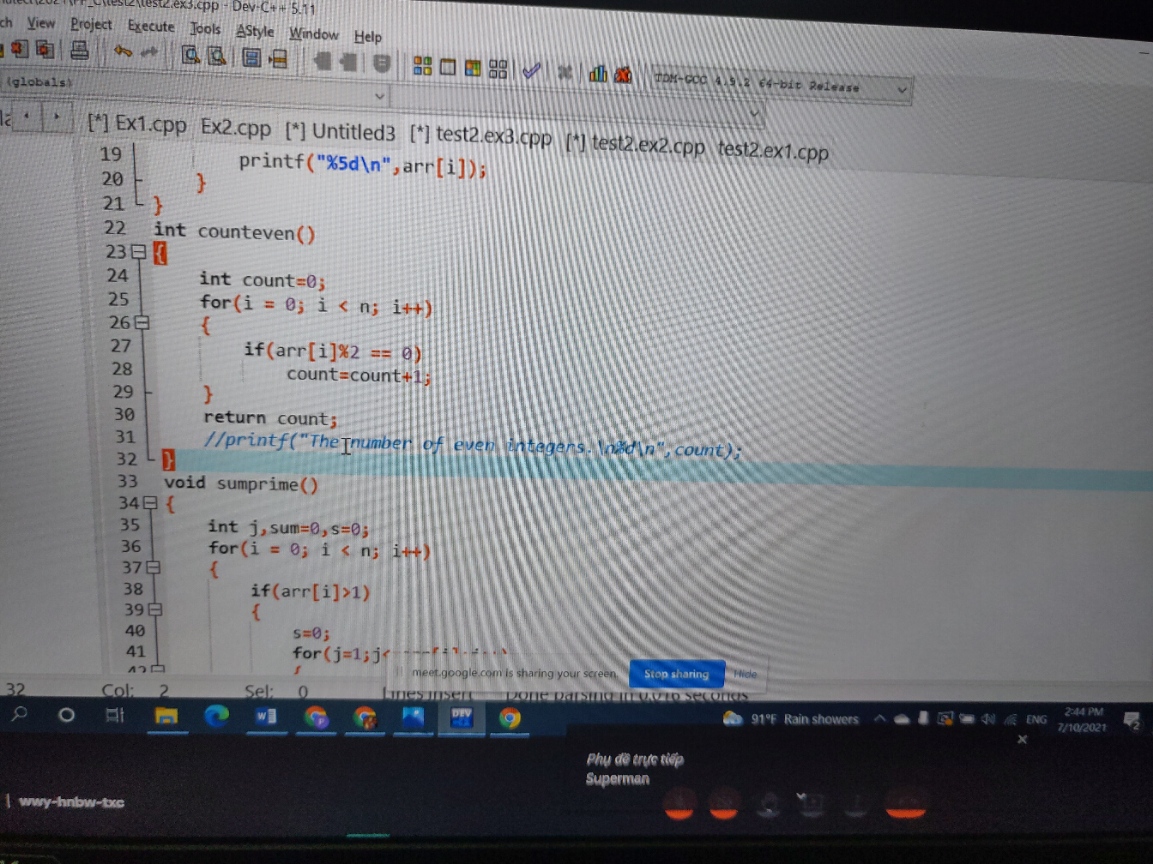 test2.ex3.cpp - Dev-C++ 5.11
View Project Execute Tools AStyle Window Help
TDM-GCC 4.9.2 64-bit Release
(globals)
[*] Ex1.cpp Ex2.cpp [*] Untitled3 [*] test2.ex3.cpp [*] test2.ex2.cpp test2.ex1.cpp
19 printf("%5d\n",arr[i]);
20 }
21 }
22 int counteven()
23 {
24 int count=0;
25 for(i = 0; i < n; i++)
26 {
27 if(arr[i]%2 == 0)
28 count=count+1;
29 }
30 return count;
31 //printf("The number of even integers.\n%d\n",count);
32 }
33 void sumprime()
34 {
35 int j,sum=0,s=0;
36 for(i = 0; i < n; i++)
37 {
38 if(arr[i]>1)
39 {
40 s=0;
41 for(j=1;j<
meet.google.com is sharing your screen. Stop sharing Hide
32 Col: 2 Sel: 0 Lines Insert Done parsing in 0.016 seconds
91°F Rain showers ENG 2:44 PM
7/10/2021
Phụ đề trực tiếp
Superman
wwy-hnbw-txc